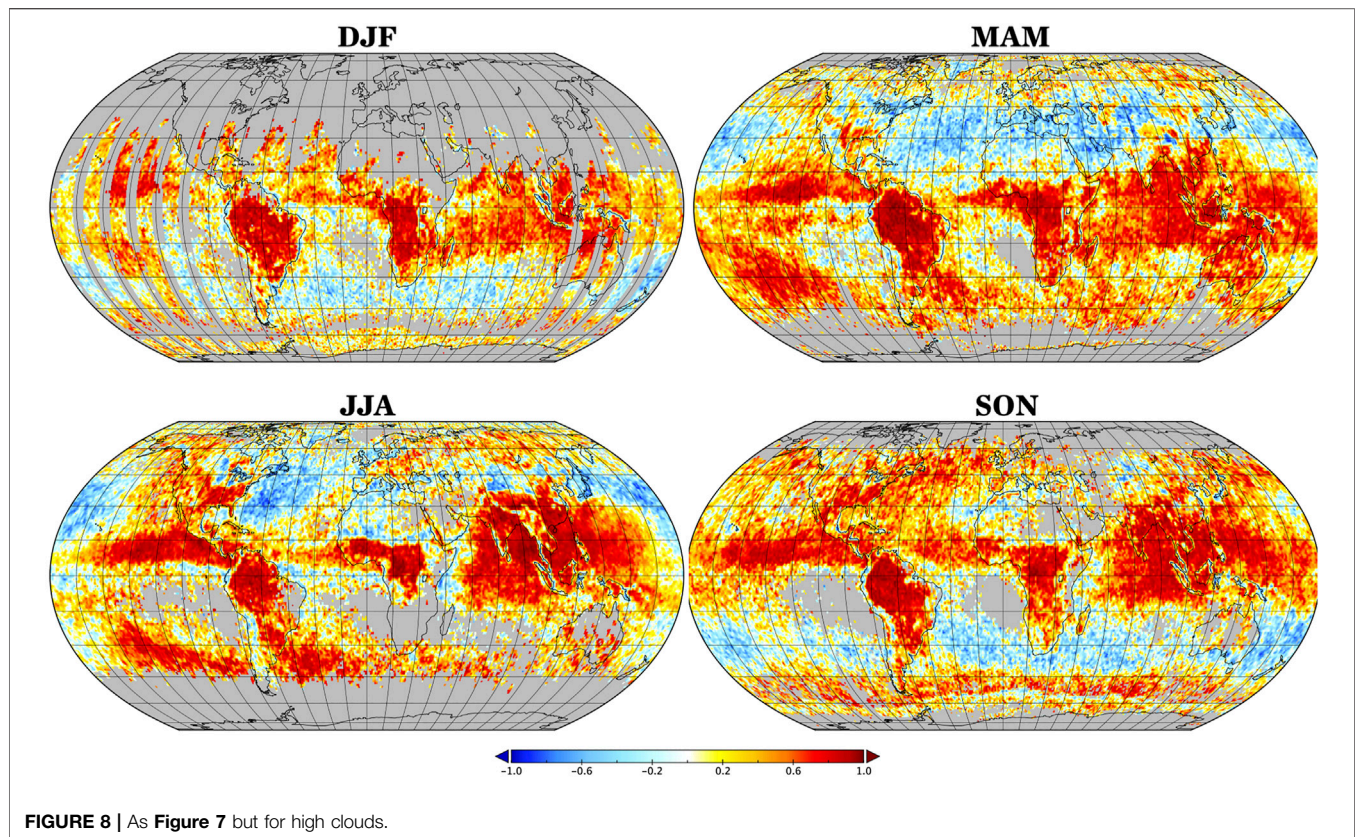 DJF
MAM
JJA
SON
−1.0 −0.6 −0.2 0.2 0.6 1.0
FIGURE 8 | As Figure 7 but for high clouds.